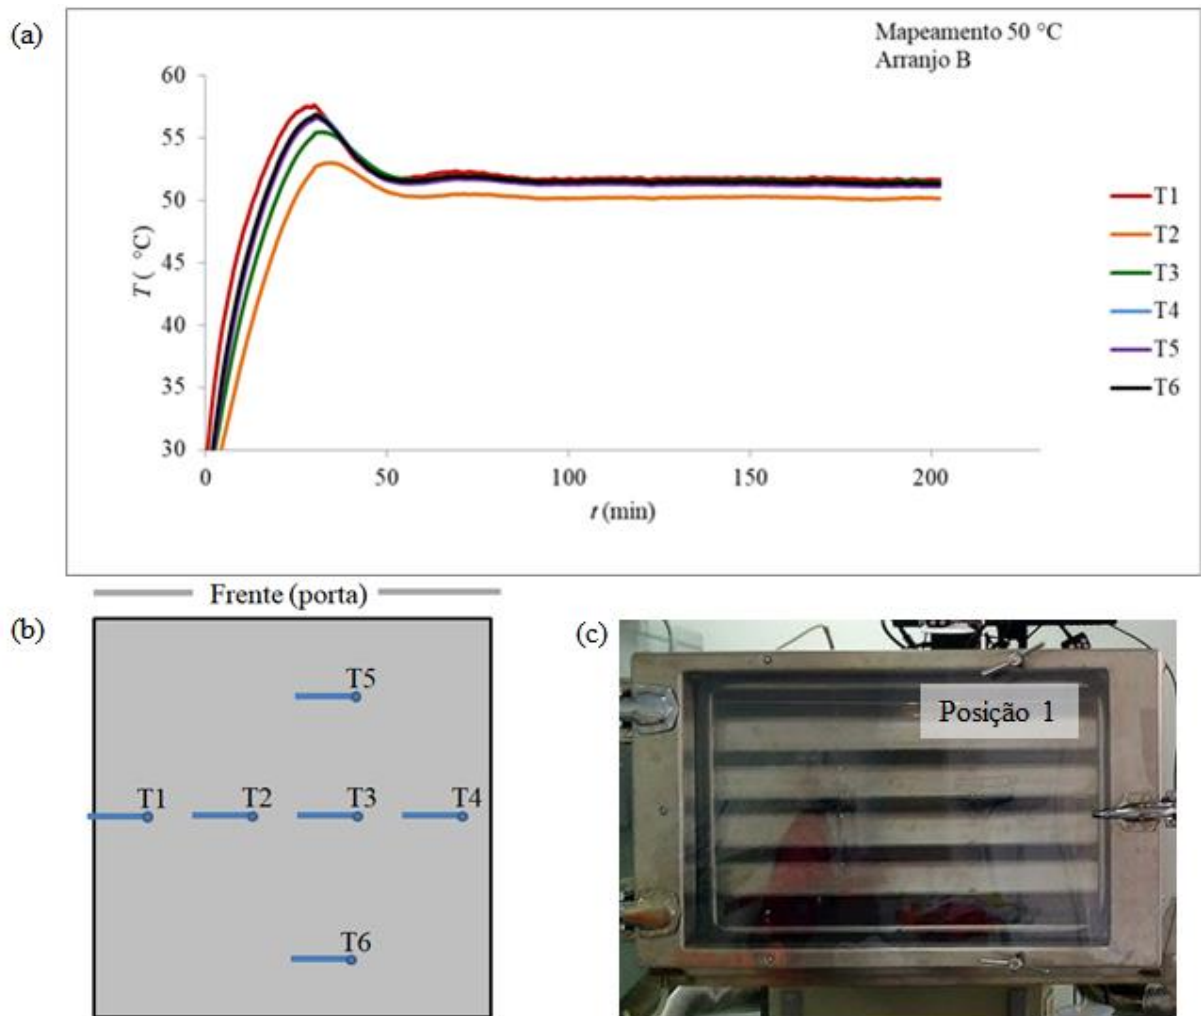 (a)
Mapeamento 50 °C
Arranjo B
60
55
50
45
40
35
30
T ( °C)
0
50
100
150
200
t (min)
T1
T2
T3
T4
T5
T6
Frente (porta)
(b)
T5
T1
T2
T3
T4
T6
(c)
Posição 1